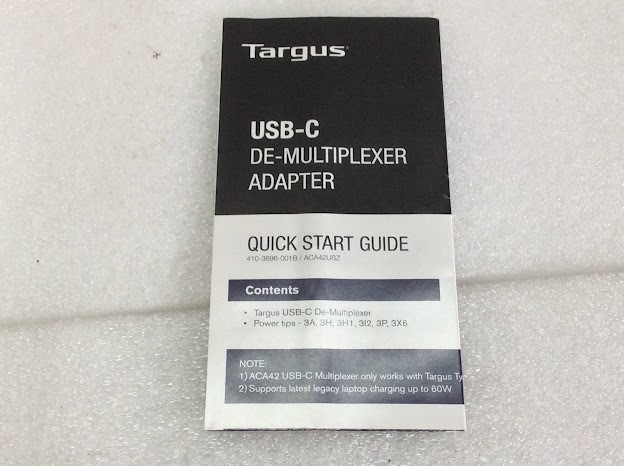 Targus
USB-C
DE-MULTIPLEXER
ADAPTER
QUICK START GUIDE
410-3696-001B / ACA42USZ
Contents
• Targus USB-C De-Multiplexer
• Power tips - 3A, 3H, 3H1, 3I2, 3P, 3X6
NOTE:
1) ACA42 USB-C Multiplexer only works with Targus
2) Supports latest legacy laptop charging up to 60W